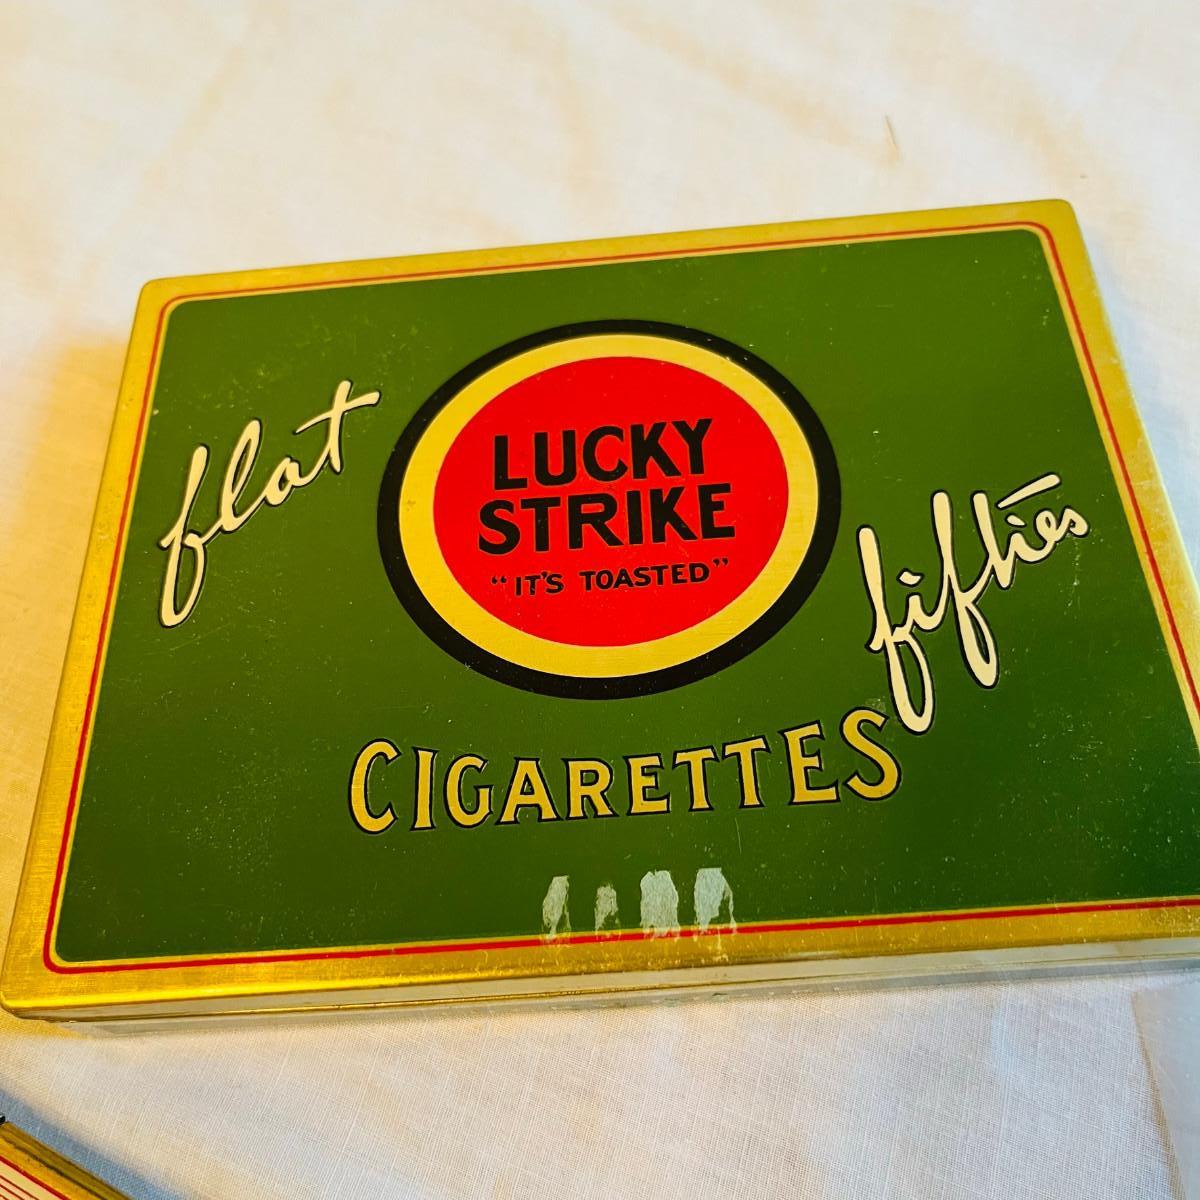 flat
LUCKY
STRIKE
"IT'S TOASTED"
fifties
CIGARETTES